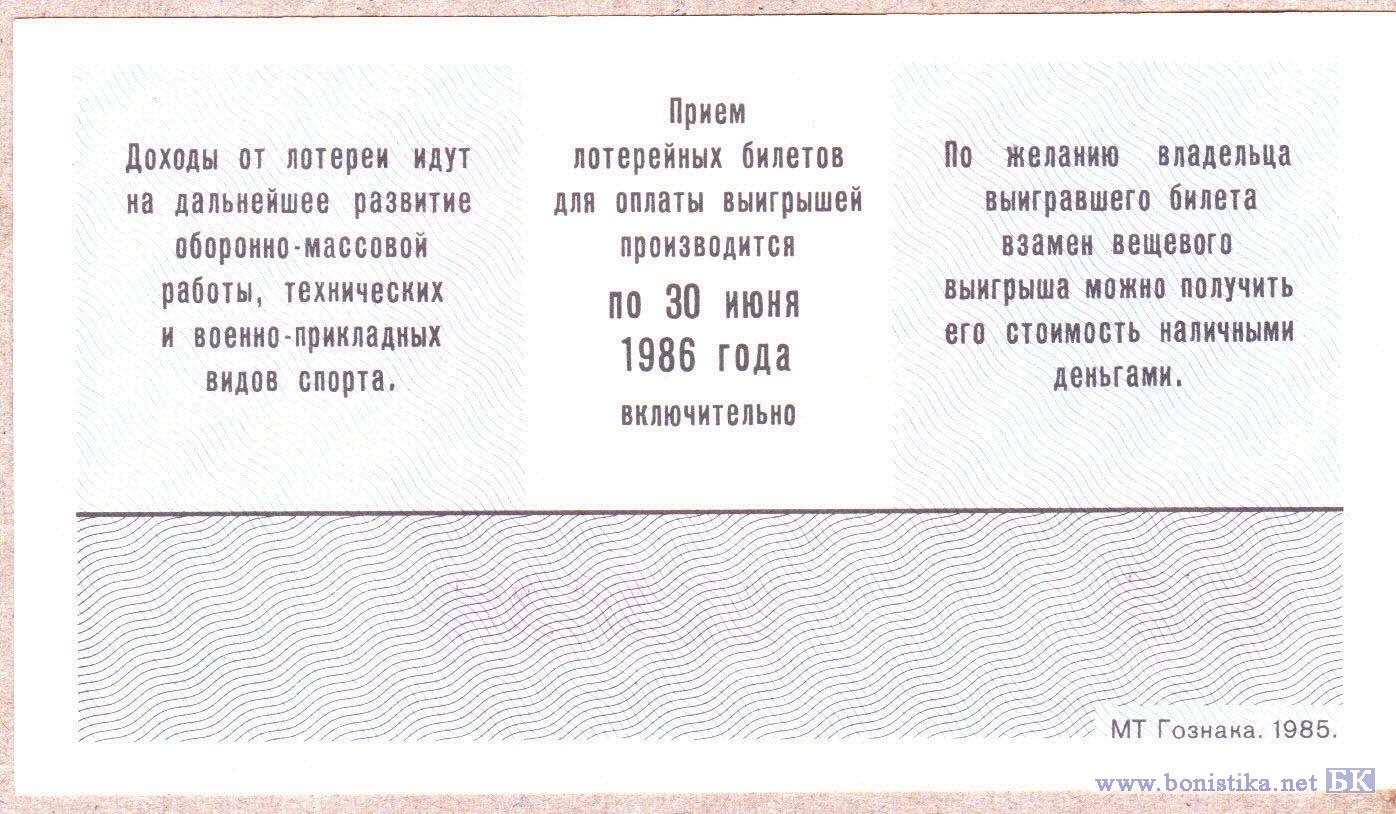 Доходы от лотереи идут
на дальнейшее развитие
оборонно-массовой
работы, технических
и военно-прикладных
видов спорта.
Прием
лотерейных билетов
для оплаты выигрышей
производится
по 30 июня
1986 года
включительно
По желанию владельца
выигравшего билета
взамен вещевого
выигрыша можно получить
его стоимость наличными
деньгами.
МТ Гознака. 1985.
www.bonistika.net БК